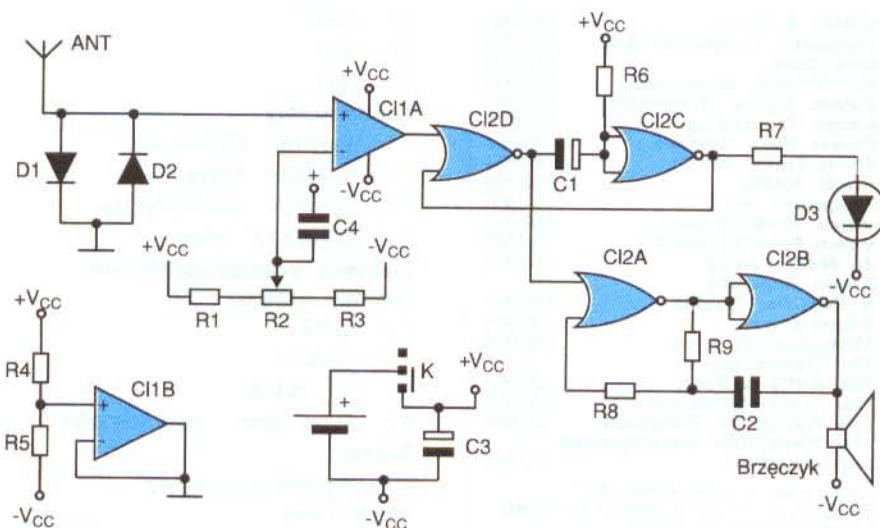 ANT
+VCC
+VCC
CI1A
CI2D
R6
CI2C
R7
+
-
-VCC
C1
D1
D2
+
C4
D3
+VCC
-VCC
-VCC
R1
R2
R3
CI2A
CI2B
+VCC
R4
CI1B
K
+VCC
R9
R8
C2
+
-
R5
+
C3
Brzęczyk
-VCC
-VCC
-VCC